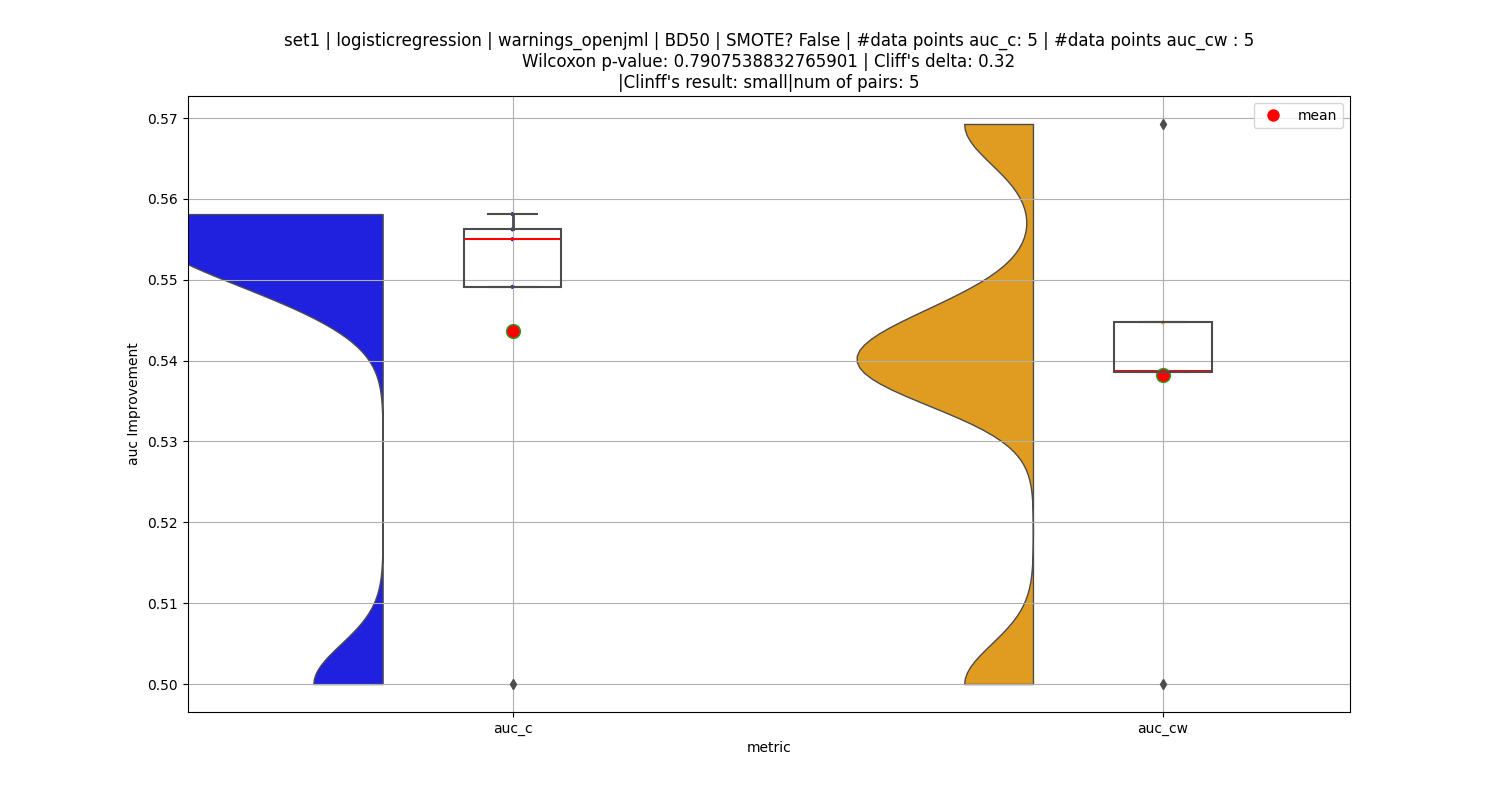 set1 | logisticregression | warnings_openjml | BD50 | SMOTE? False | #data points auc_c: 5 | #data points auc_cw : 5
Wilcoxon p-value: 0.7907538832765901 | Cliff's delta: 0.32
|Clinff's result: small|num of pairs: 5
mean
auc Improvement
0.57
0.56
0.55
0.54
0.53
0.52
0.51
0.50
auc_c
auc_cw
metric